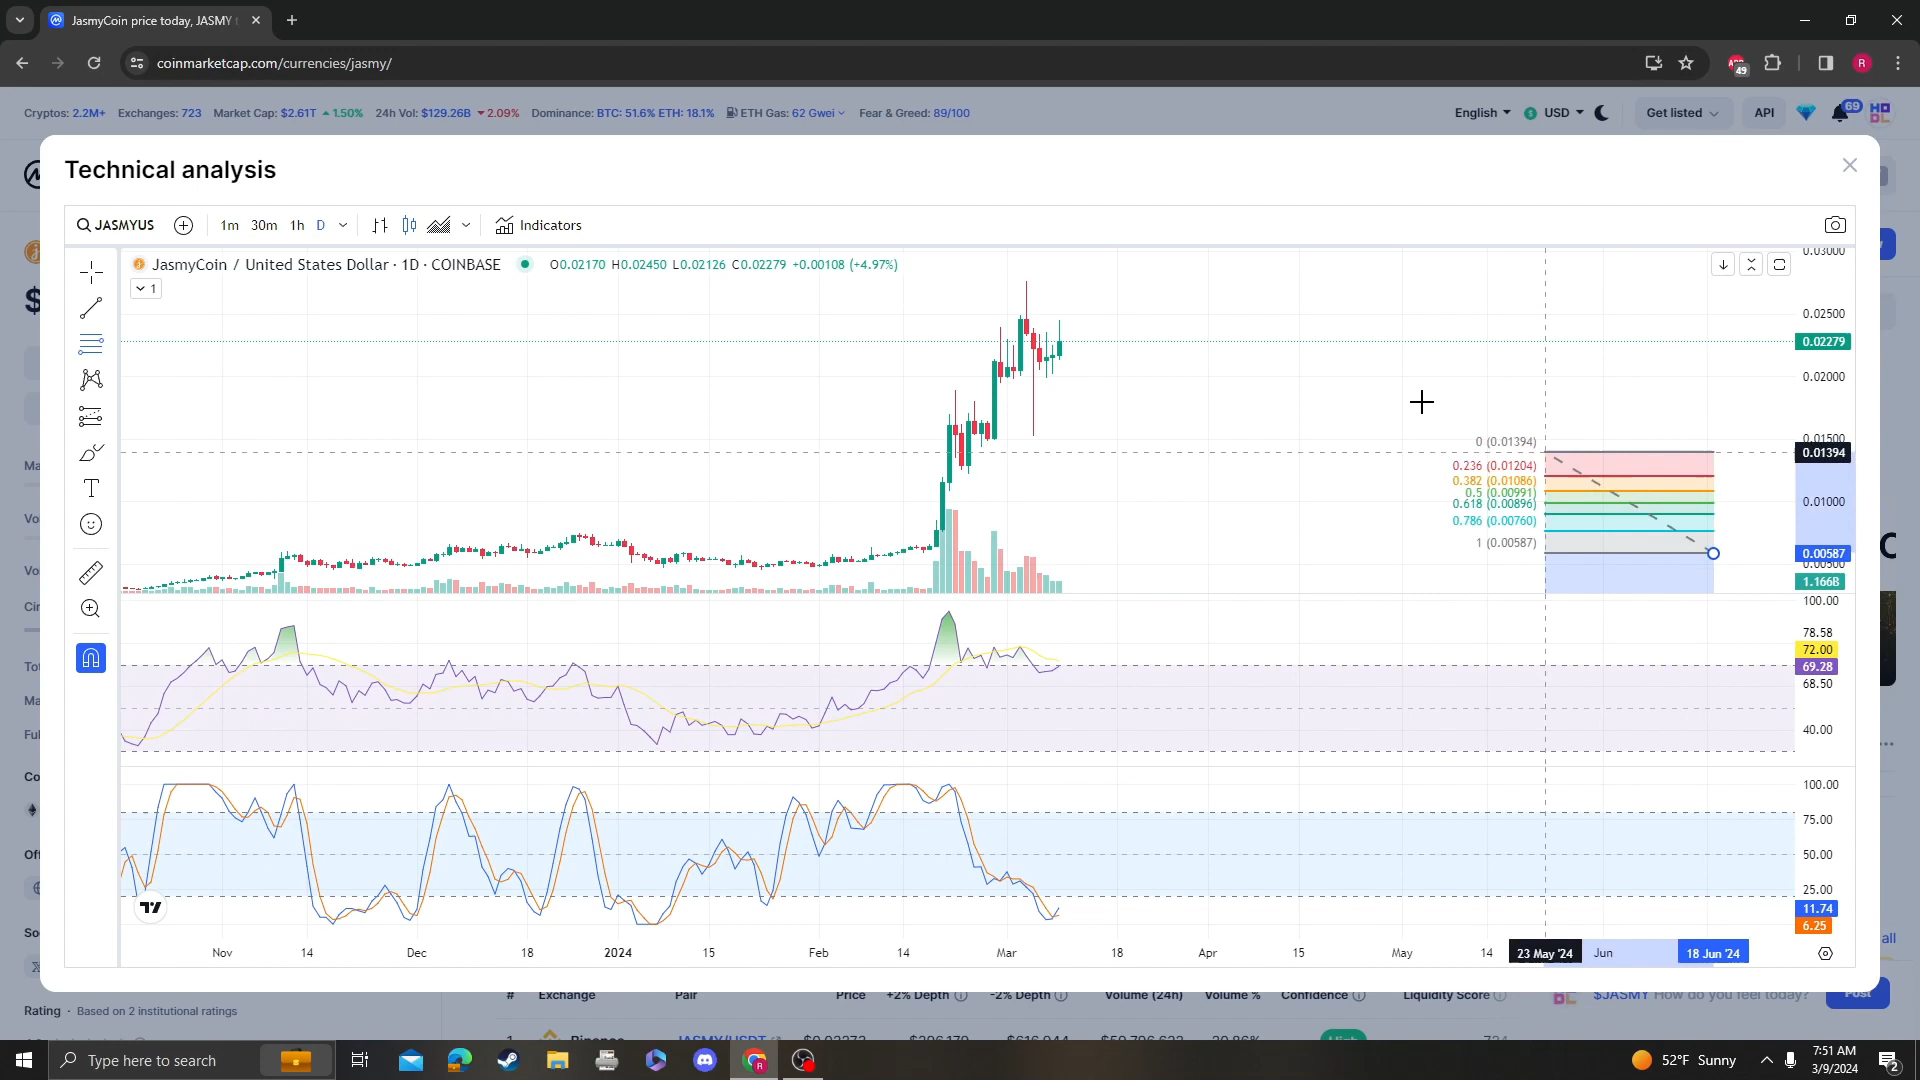 JasmyCoin price today, JASMY
coinmarketcap.com/currencies/jasmy/
49
R
Cryptos: 2.2M+ Exchanges: 723 Market Cap: $2.61T 1.50% 24h Vol: $129.26B 2.09% Dominance: BTC: 51.6% ETH: 18.1% ETH Gas: 62 Gwei Fear & Greed: 89/100
English USD Get listed API 69
Technical analysis
JASMYUS 1m 30m 1h D Indicators
JasmyCoin / United States Dollar · 1D · COINBASE O0.02170 H0.02450 L0.02126 C0.02279 +0.00108 (+4.97%)
1
0.03000
0.02500
0.02279
0.02000
0.01500
0.01394
0.01000
0.00587
0.00500
1.166B
0 (0.01394)
0.236 (0.01204)
0.382 (0.01086)
0.5 (0.00991)
0.618 (0.00896)
0.786 (0.00760)
1 (0.00587)
100.00
78.58
72.00
69.28
68.50
40.00
100.00
75.00
50.00
25.00
11.74
6.25
Nov 14 Dec 18 2024 15 Feb 14 Mar 18 Apr 15 May 14 23 May '24 Jun 18 Jun '24
# Exchange Pair Price +2% Depth -2% Depth Volume (24h) Volume % Confidence Liquidity Score
$JASMY How do you feel today? Post
all
Rating · Based on 2 institutional ratings
Type here to search
52°F Sunny
7:51 AM
3/9/2024
2